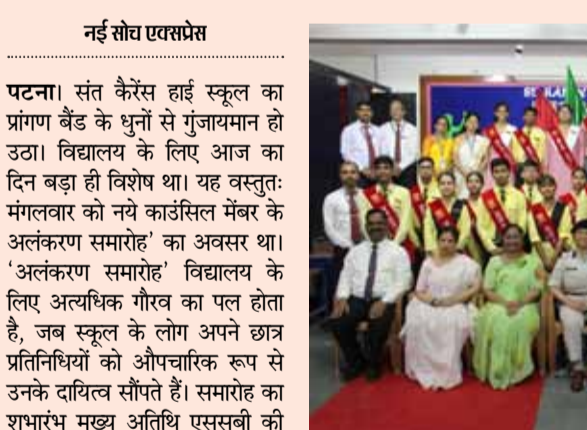 नई सोच एक्सप्रेस
पटना। संत कैरेंस हाई स्कूल का
प्रांगण बैंड के धुनों से गुंजायमान हो
उठा। विद्यालय के लिए आज का
दिन बड़ा ही विशेष था। यह वस्तुतः
मंगलवार को नये काउंसिल मेंबर के
अलंकरण समारोह' का अवसर था।
'अलंकरण समारोह' विद्यालय के
लिए अत्यधिक गौरव का पल होता
है, जब स्कूल के लोग अपने छात्र
प्रतिनिधियों को औपचारिक रूप से
उनके दायित्व सौंपते हैं। समारोह का
शुभारंभ मुख्य अतिथि एससबी की